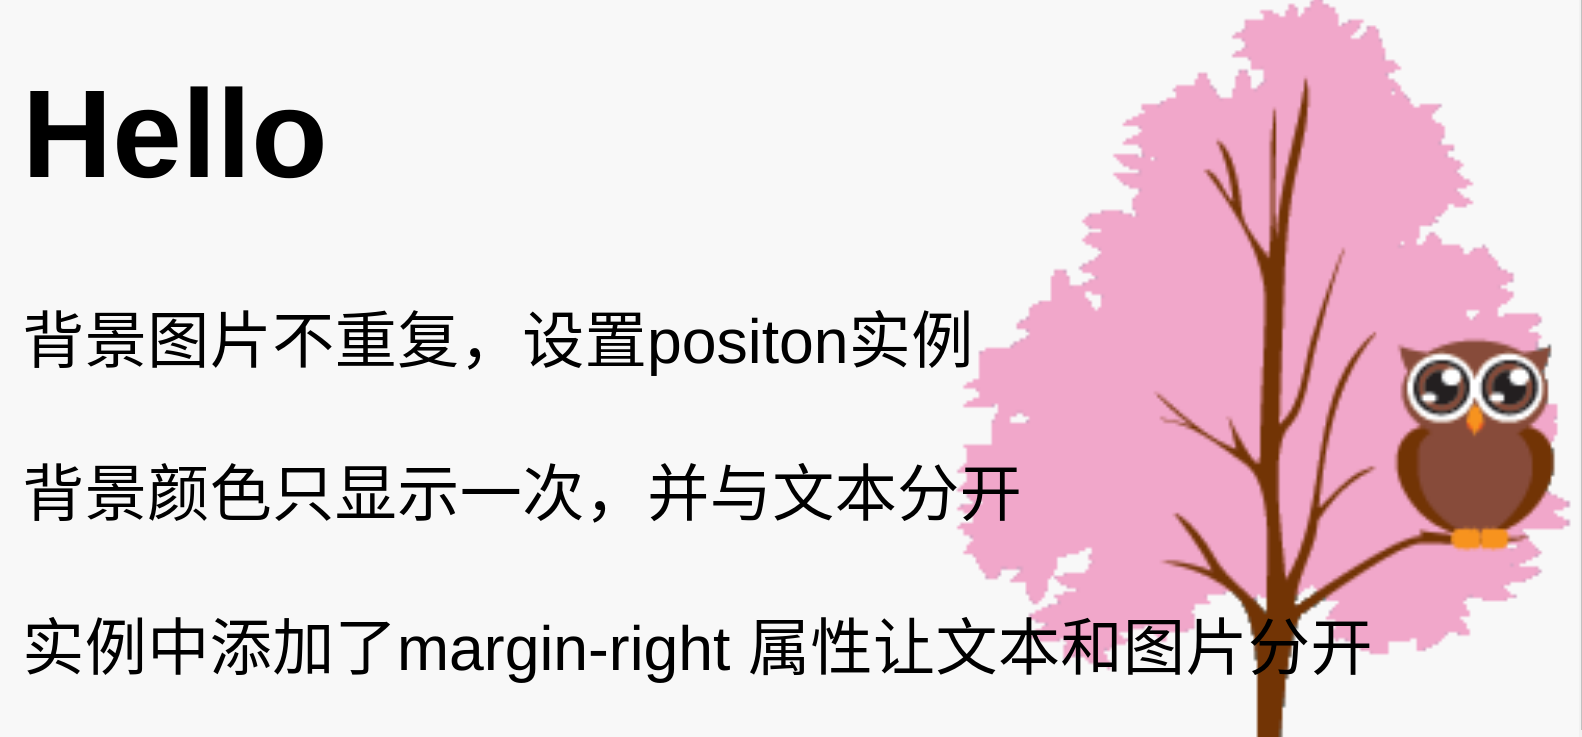 Hello
背景图片不重复，设置positon实例
背景颜色只显示一次，并与文本分开
实例中添加了margin-right 属性让文本和图片分开